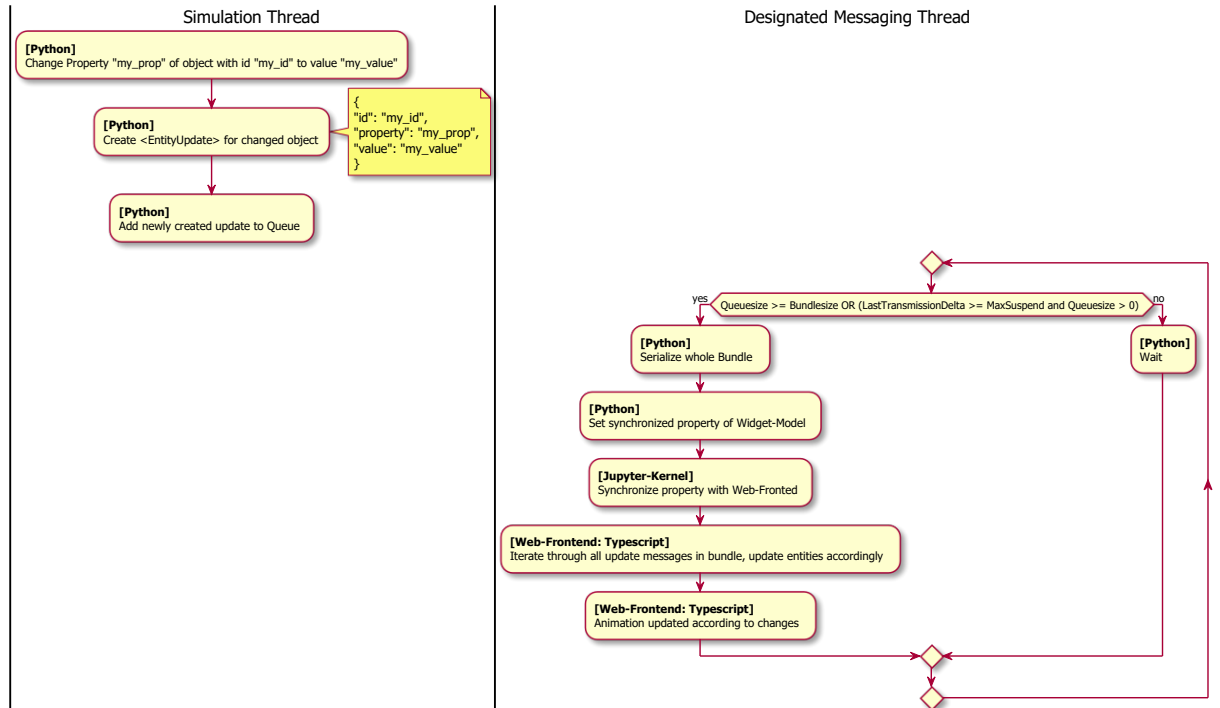 Simulation Thread
Designated Messaging Thread
[Python]
Change Property "my_prop" of object with id "my_id" to value "my_value"
[Python]
Create <EntityUpdate> for changed object
{
"id": "my_id",
"property": "my_prop",
"value": "my_value"
}
[Python]
Add newly created update to Queue
yes
Queuesize >= Bundlesize OR (LastTransmissionDelta >= MaxSuspend and Queuesize > 0)
no
[Python]
Serialize whole Bundle
[Python]
Wait
[Python]
Set synchronized property of Widget-Model
[Jupyter-Kernel]
Synchronize property with Web-Fronted
[Web-Frontend: Typescript]
Iterate through all update messages in bundle, update entities accordingly
[Web-Frontend: Typescript]
Animation updated according to changes